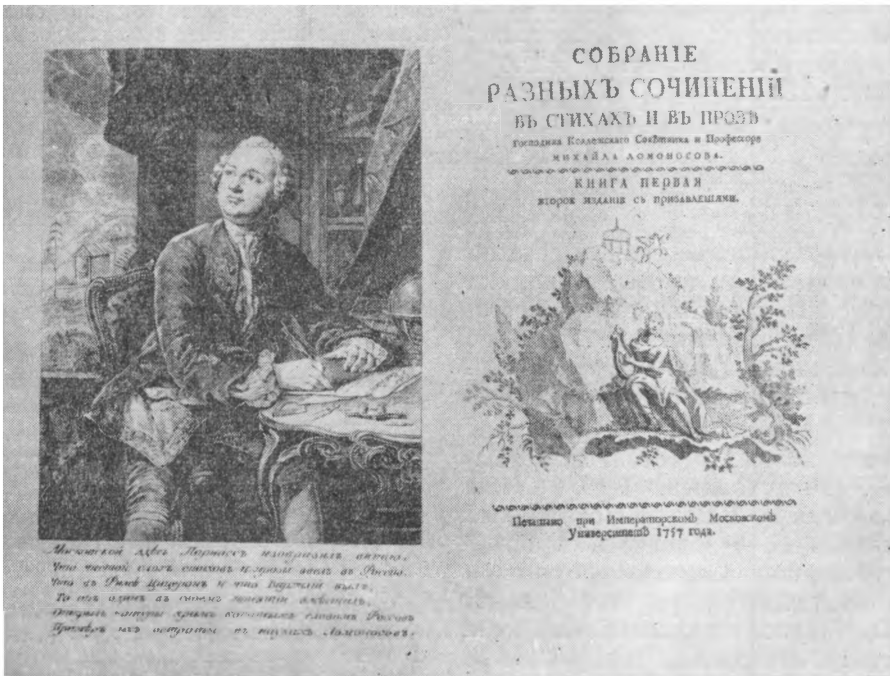 Московской здѣсь Парнассъ изобразилъ витію,
Что чистой слогъ стиховъ и прозы ввелъ въ Россію.
Что въ Римѣ Цицеронъ и что Виргилій былъ,
То онъ одинъ въ своемъ понятіи вмѣстилъ,
Открылъ натуры храмъ богатымъ словомъ Россовъ
Примѣръ ихъ остроты въ наукахъ Ломоносовъ.
СОБРАНІЕ
РАЗНЫХЪ СОЧИНЕНІЙ
ВЪ СТИХАХЪ И ВЪ ПРОЗѢ
Господина Коллежскаго Совѣтника и Профессора
МИХАЙЛА ЛОМОНОСОВА.
КНИГА ПЕРВАЯ
ВТОРОЕ ИЗДАНІЕ СЪ ПРИБАВЛЕНІЯМИ.
Печатано при Императорскомъ Московскомъ
Университетѣ 1757 года.